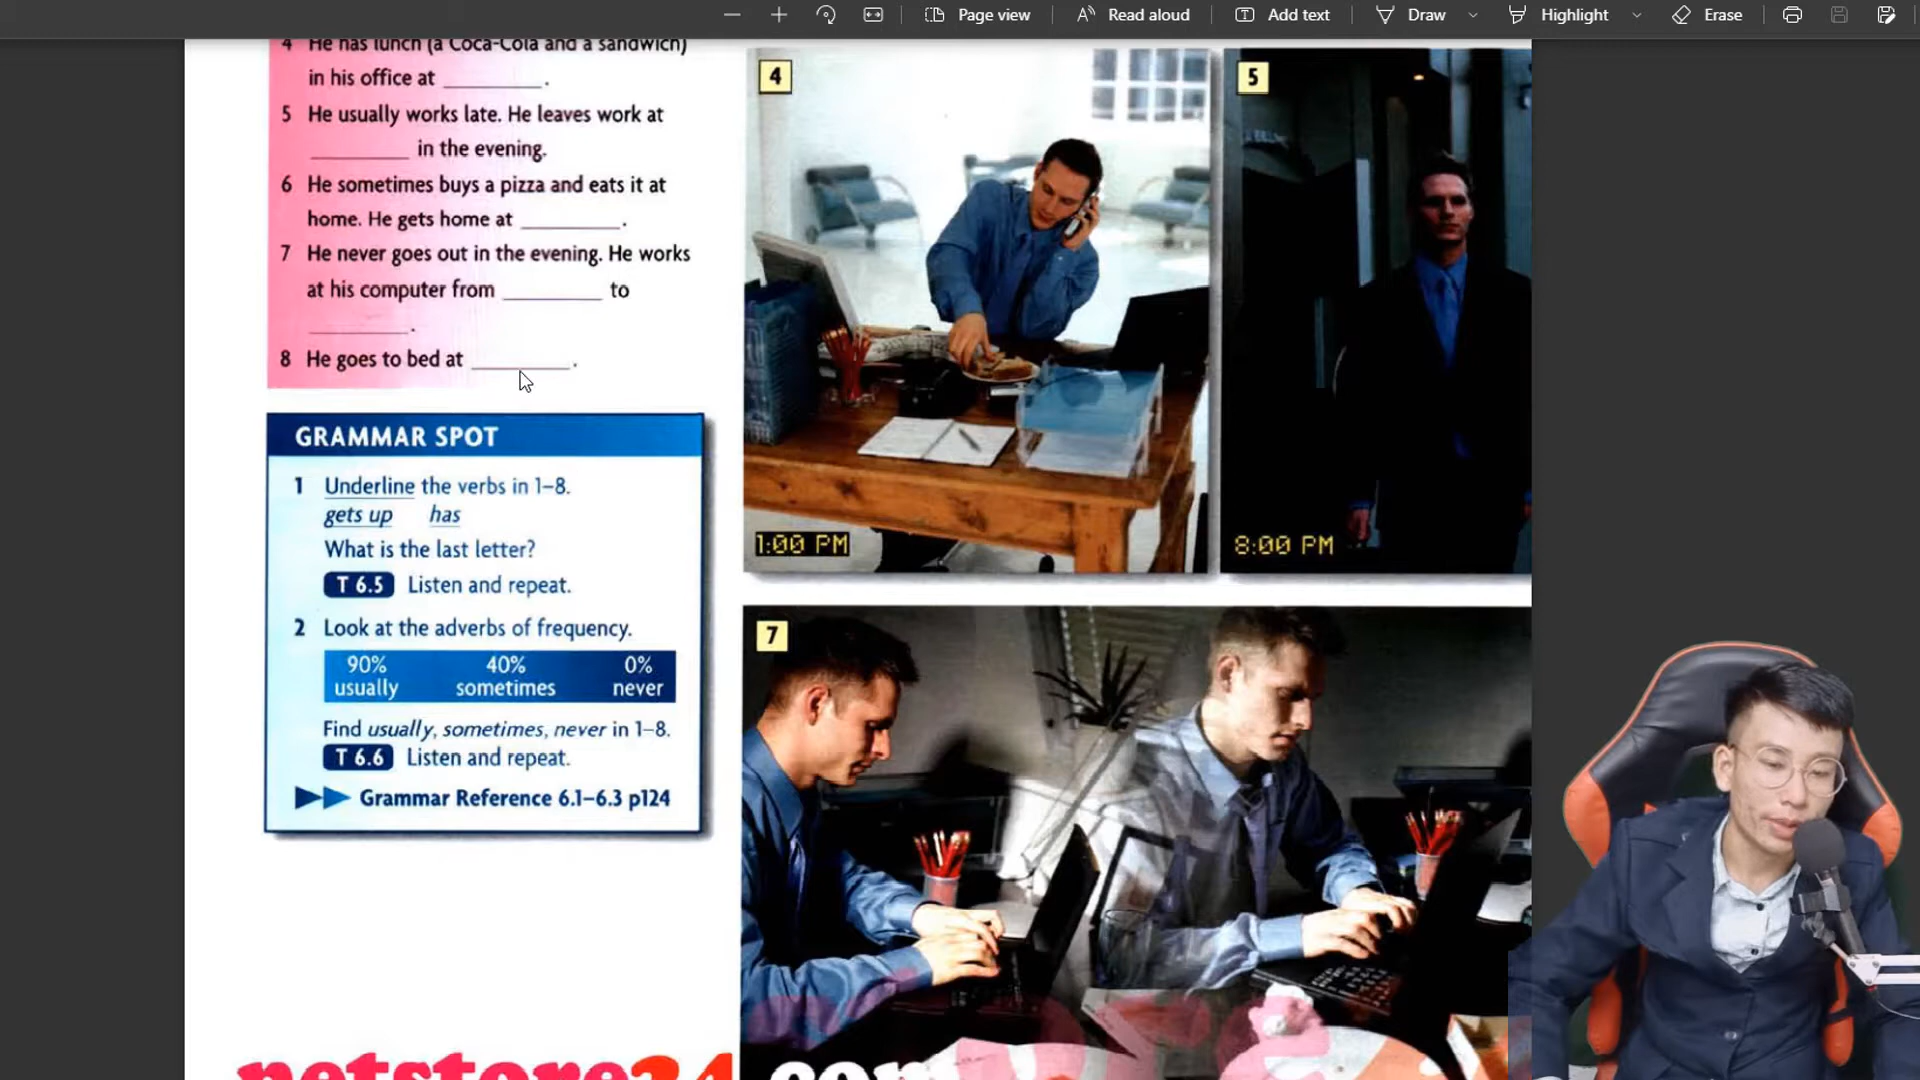 Page view
Read aloud
Add text
Draw
Highlight
Erase
4 He has lunch (a Coca-Cola and a sandwich)
in his office at ________.
5 He usually works late. He leaves work at
________ in the evening.
6 He sometimes buys a pizza and eats it at
home. He gets home at ________.
7 He never goes out in the evening. He works
at his computer from ________ to
________.
8 He goes to bed at ________.
GRAMMAR SPOT
1 Underline the verbs in 1–8.
gets up has
What is the last letter?
T 6.5 Listen and repeat.
2 Look at the adverbs of frequency.
90% 40% 0%
usually sometimes never
Find usually, sometimes, never in 1–8.
T 6.6 Listen and repeat.
Grammar Reference 6.1–6.3 p124
4
1:00 PM
5
8:00 PM
7
netstore24.com